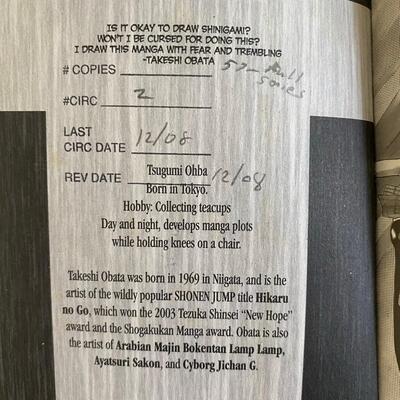 IS IT OKAY TO DRAW SHINIGAMI?
WON'T I BE CURSED FOR DOING THIS?
I DRAW THIS MANGA WITH FEAR AND TREMBLING
-TAKESHI OBATA
# COPIES 57- full series
#CIRC 2
LAST
CIRC DATE 12/08
REV DATE 12/08
Tsugumi Ohba
Born in Tokyo.
Hobby: Collecting teacups
Day and night, develops manga plots
while holding knees on a chair.
Takeshi Obata was born in 1969 in Niigata, and is the
artist of the wildly popular SHONEN JUMP title Hikaru
no Go, which won the 2003 Tezuka Shinsei “New Hope”
award and the Shogakukan Manga award. Obata is also
the artist of Arabian Majin Bokentan Lamp Lamp,
Ayatsuri Sakon, and Cyborg Jichan G.